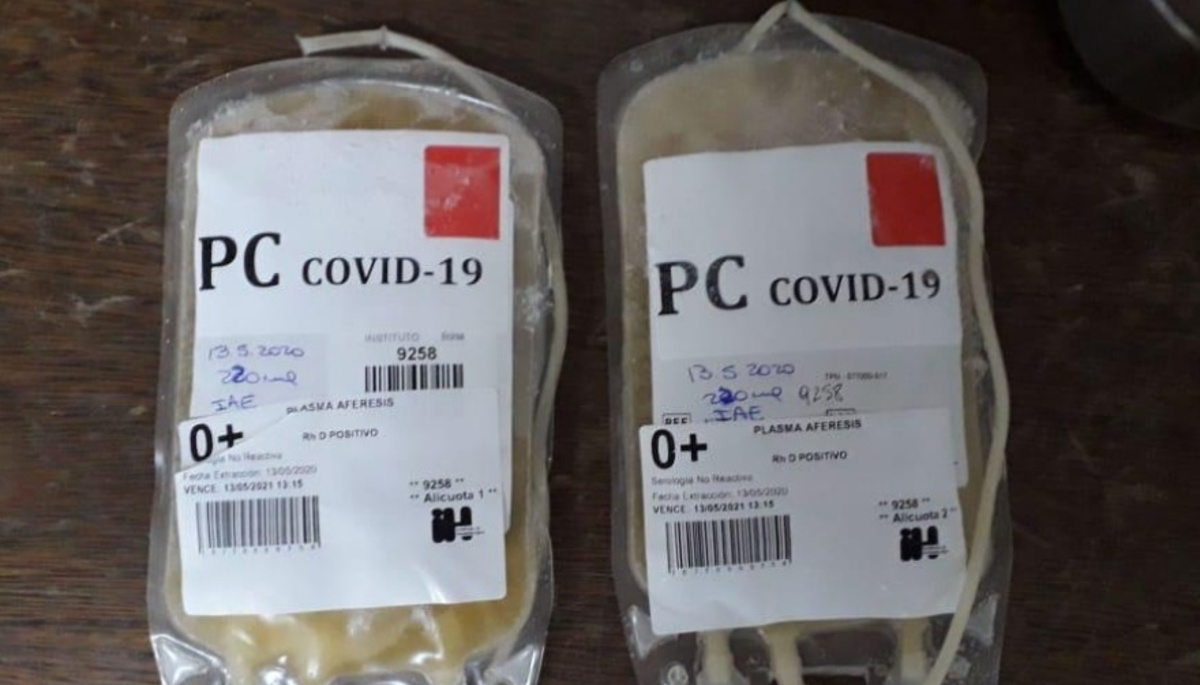 PC COVID-19
INSTITUTO
9258
13.5.2020
220 ml
IAE
PLASMA AFERESIS
0+
Rh D POSITIVO
Serología No Reactiva
Fecha Extracción: 13/05/2020
VENCE: 13/05/2021 13:15
** 9258 **
** Alicuota 1 **
PC COVID-19
13.5 2020
220 ml 9258
IAE
REF
PLASMA AFERESIS
0+
Rh D POSITIVO
Serologia No Reactiva
Fecha Extracción: 13/05/2020
VENCE: 13/05/2021 13:15
** 9258 **
** Alicuota 2 **